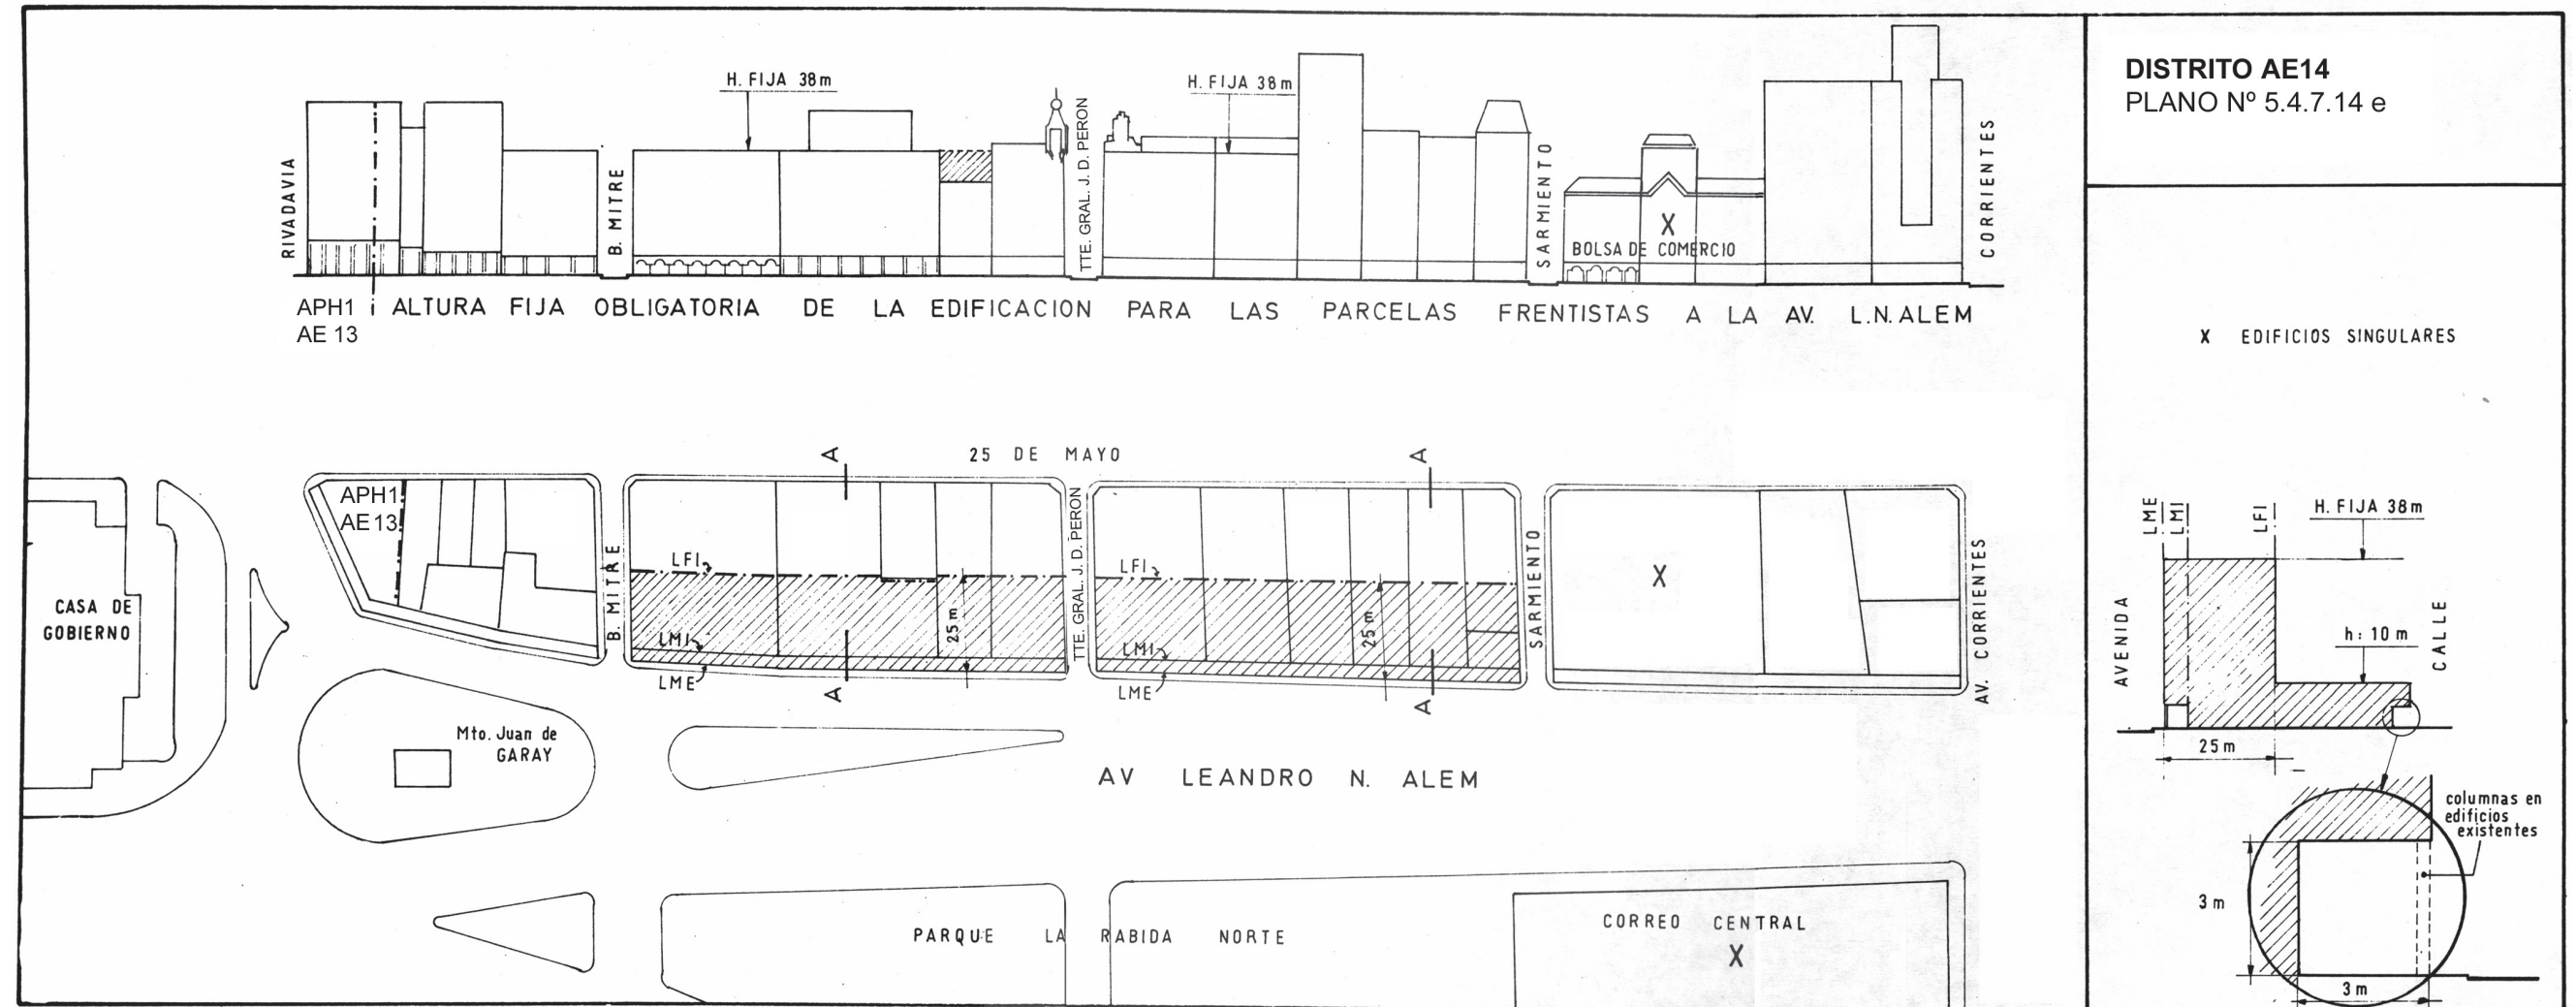 DISTRITO AE14
PLANO Nº 5.4.7.14 e
H. FIJA 38m
H. FIJA 38m
RIVADAVIA
B. MITRE
TTE. GRAL. J. D. PERON
SARMIENTO
X
BOLSA DE COMERCIO
CORRIENTES
APH1
AE 13
ALTURA FIJA OBLIGATORIA DE LA EDIFICACION PARA LAS PARCELAS FRENTISTAS A LA AV. L.N. ALEM
X EDIFICIOS SINGULARES
25 DE MAYO
A
A
APH1
AE13
B. MITRE
LFI
LMI
LME
25 m
A
TTE. GRAL. J. D. PERON
LFI
LMI
LME
25 m
A
SARMIENTO
X
AV. CORRIENTES
CASA DE
GOBIERNO
Mto. Juan de
GARAY
AV LEANDRO N. ALEM
PARQUE LA RABIDA NORTE
CORREO CENTRAL
X
LME
LMI
LFI
H. FIJA 38m
AVENIDA
h: 10 m
CALLE
25 m
columnas en
edificios
existentes
3 m
3 m